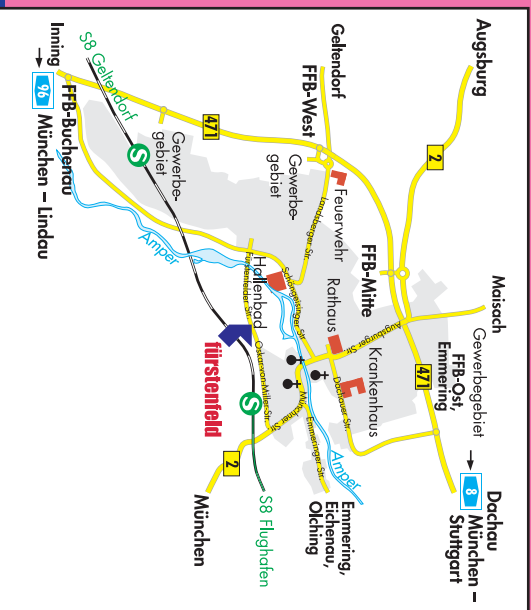 Augsburg
2
Geltendorf
FFB-West
Inning
→
96
München – Lindau
FFB-Buchenau
S8 Geltendorf
S
471
Gewerbe-
gebiet
Gewerbe-
gebiet
Feuerwehr
Landsberger Str.
FFB-Mitte
Maisach
Gewerbegebiet
FFB-Ost,
Emmering
471
→
8
Dachau
München –
Stuttgart
Amper
Hallenbad
Fürstenfelder Str.
Schöngeisinger Str.
Rathaus
Augsburger Str.
Krankenhaus
Dachauer Str.
fürstenfeld
Oskar-von-Miller-Str.
Münchner Str.
Emmeringer Str.
Amper
S
S8 Flughafen
2
München
Emmering,
Eichenau,
Olching